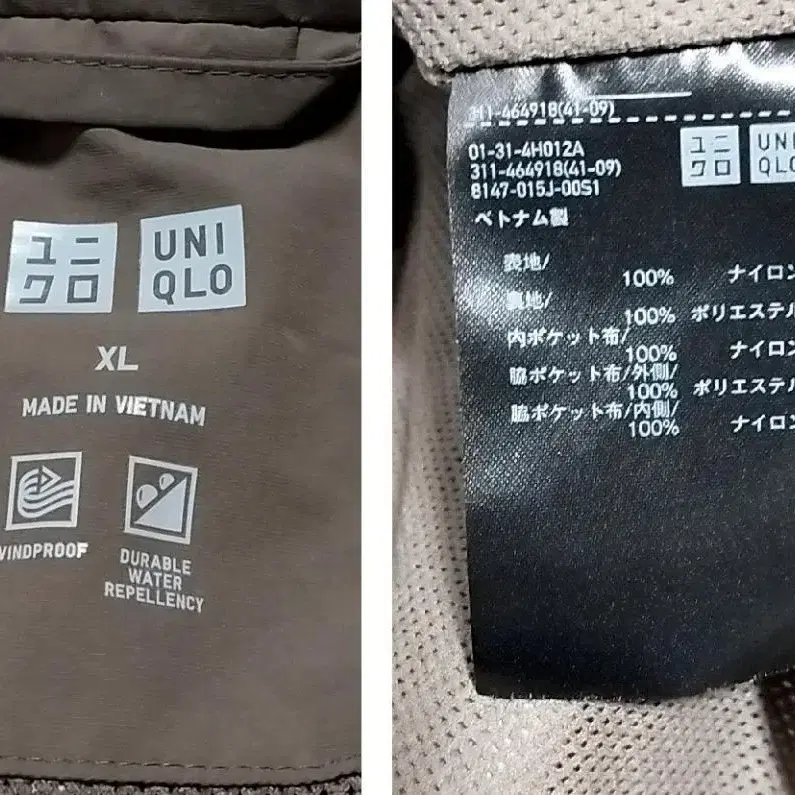 ユニ
クロ
UNI
QLO
XL
MADE IN VIETNAM
WINDPROOF
DURABLE
WATER
REPELLENCY
311-464918(41-09)
01-31-4H012A
311-464918(41-09)
8147-015J-00S1
ベトナム製
ユニ
クロ
UNI
QLO
表地/
100% ナイロン
裏地/
100% ポリエステル
内ポケット布/
100% ナイロン
脇ポケット布/外側/
100% ポリエステル
脇ポケット布/内側/
100% ナイロン